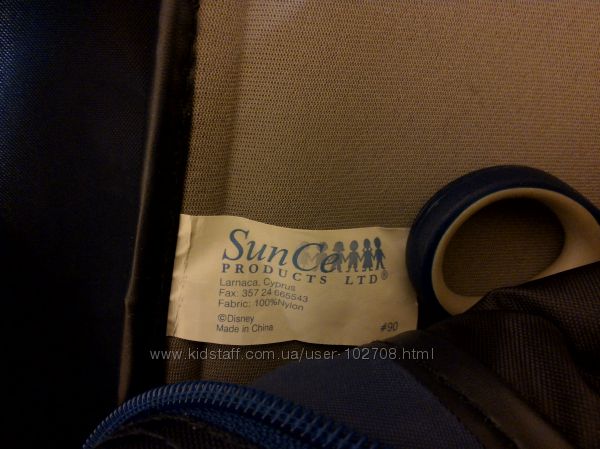 SunCe
PRODUCTS LTD®
Larnaca, Cyprus
Fax: 357 24 665543
Fabric: 100%Nylon
©Disney
Made in China
#90
www.kidstaff.com.ua/user-102708.html